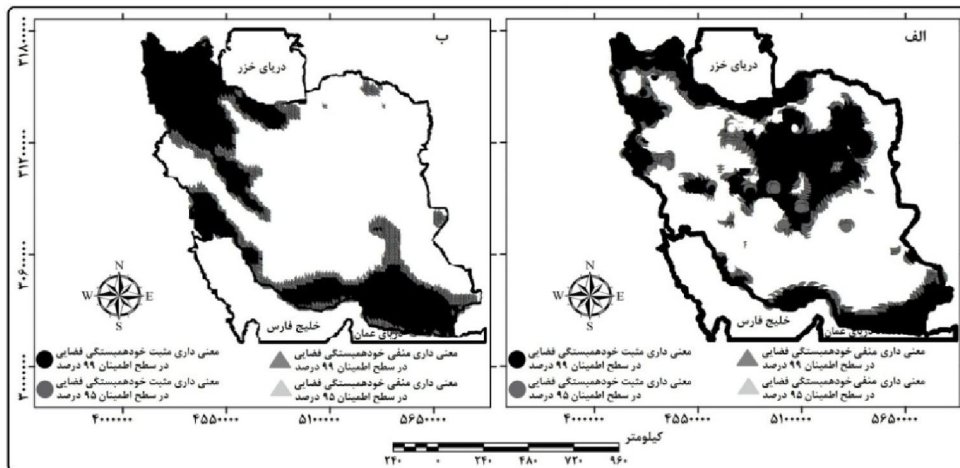 الف
دریای خزر
خلیج فارس
دریای عمان
N
W E
S
معنی داری مثبت خودهمبستگی فضایی
در سطح اطمینان ۹۹ درصد
معنی داری منفی خودهمبستگی فضایی
در سطح اطمینان ۹۹ درصد
معنی داری مثبت خودهمبستگی فضایی
در سطح اطمینان ۹۵ درصد
معنی داری منفی خودهمبستگی فضایی
در سطح اطمینان ۹۵ درصد
۴۰۰۰۰۰۰ ۴۵۵۰۰۰۰ ۵۱۰۰۰۰۰ ۵۶۵۰۰۰۰
ب
دریای خزر
خلیج فارس
دریای عمان
N
W E
S
معنی داری مثبت خودهمبستگی فضایی
در سطح اطمینان ۹۹ درصد
معنی داری منفی خودهمبستگی فضایی
در سطح اطمینان ۹۹ درصد
معنی داری مثبت خودهمبستگی فضایی
در سطح اطمینان ۹۵ درصد
معنی داری منفی خودهمبستگی فضایی
در سطح اطمینان ۹۵ درصد
۳۱۸۰۰۰۰
۳۱۲۰۰۰۰
۳۰۶۰۰۰۰
۳۰۰۰۰۰۰
۴۰۰۰۰۰۰ ۴۵۵۰۰۰۰ ۵۱۰۰۰۰۰ ۵۶۵۰۰۰۰
کیلومتر
۲۴۰ ۰ ۲۴۰ ۴۸۰ ۷۲۰ ۹۶۰